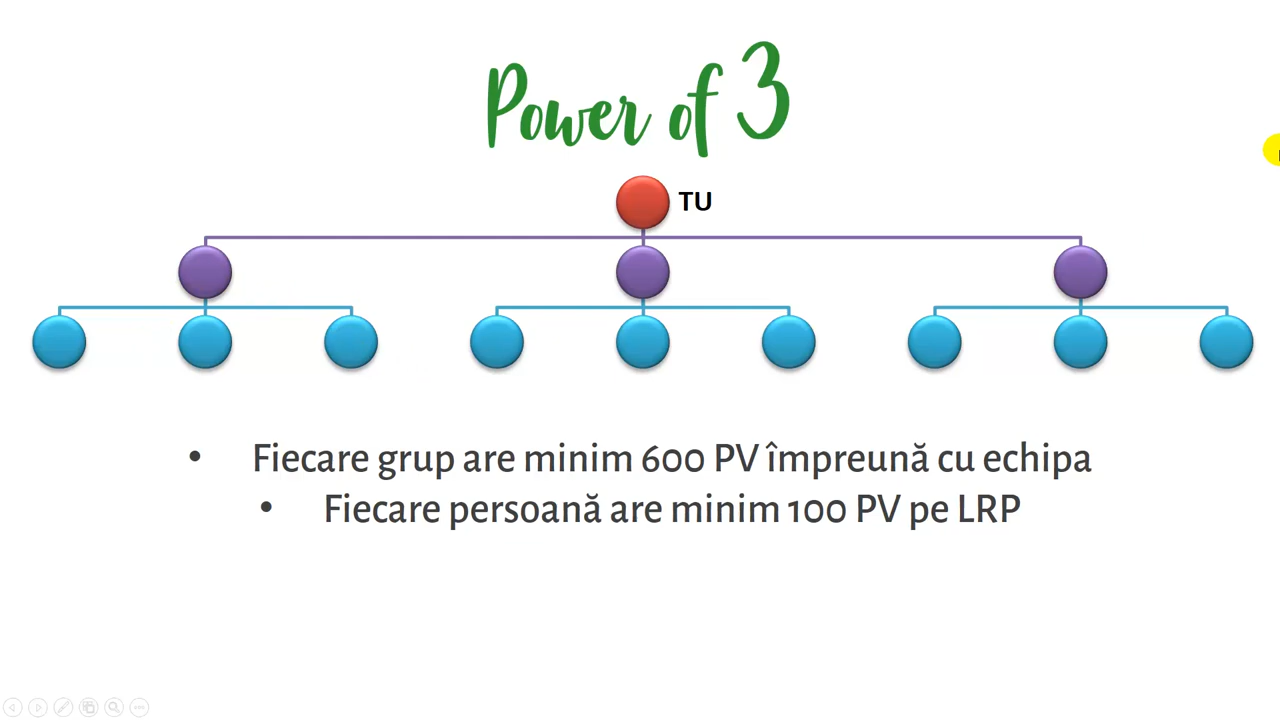 Power of 3
TU
• Fiecare grup are minim 600 PV împreună cu echipa
• Fiecare persoană are minim 100 PV pe LRP